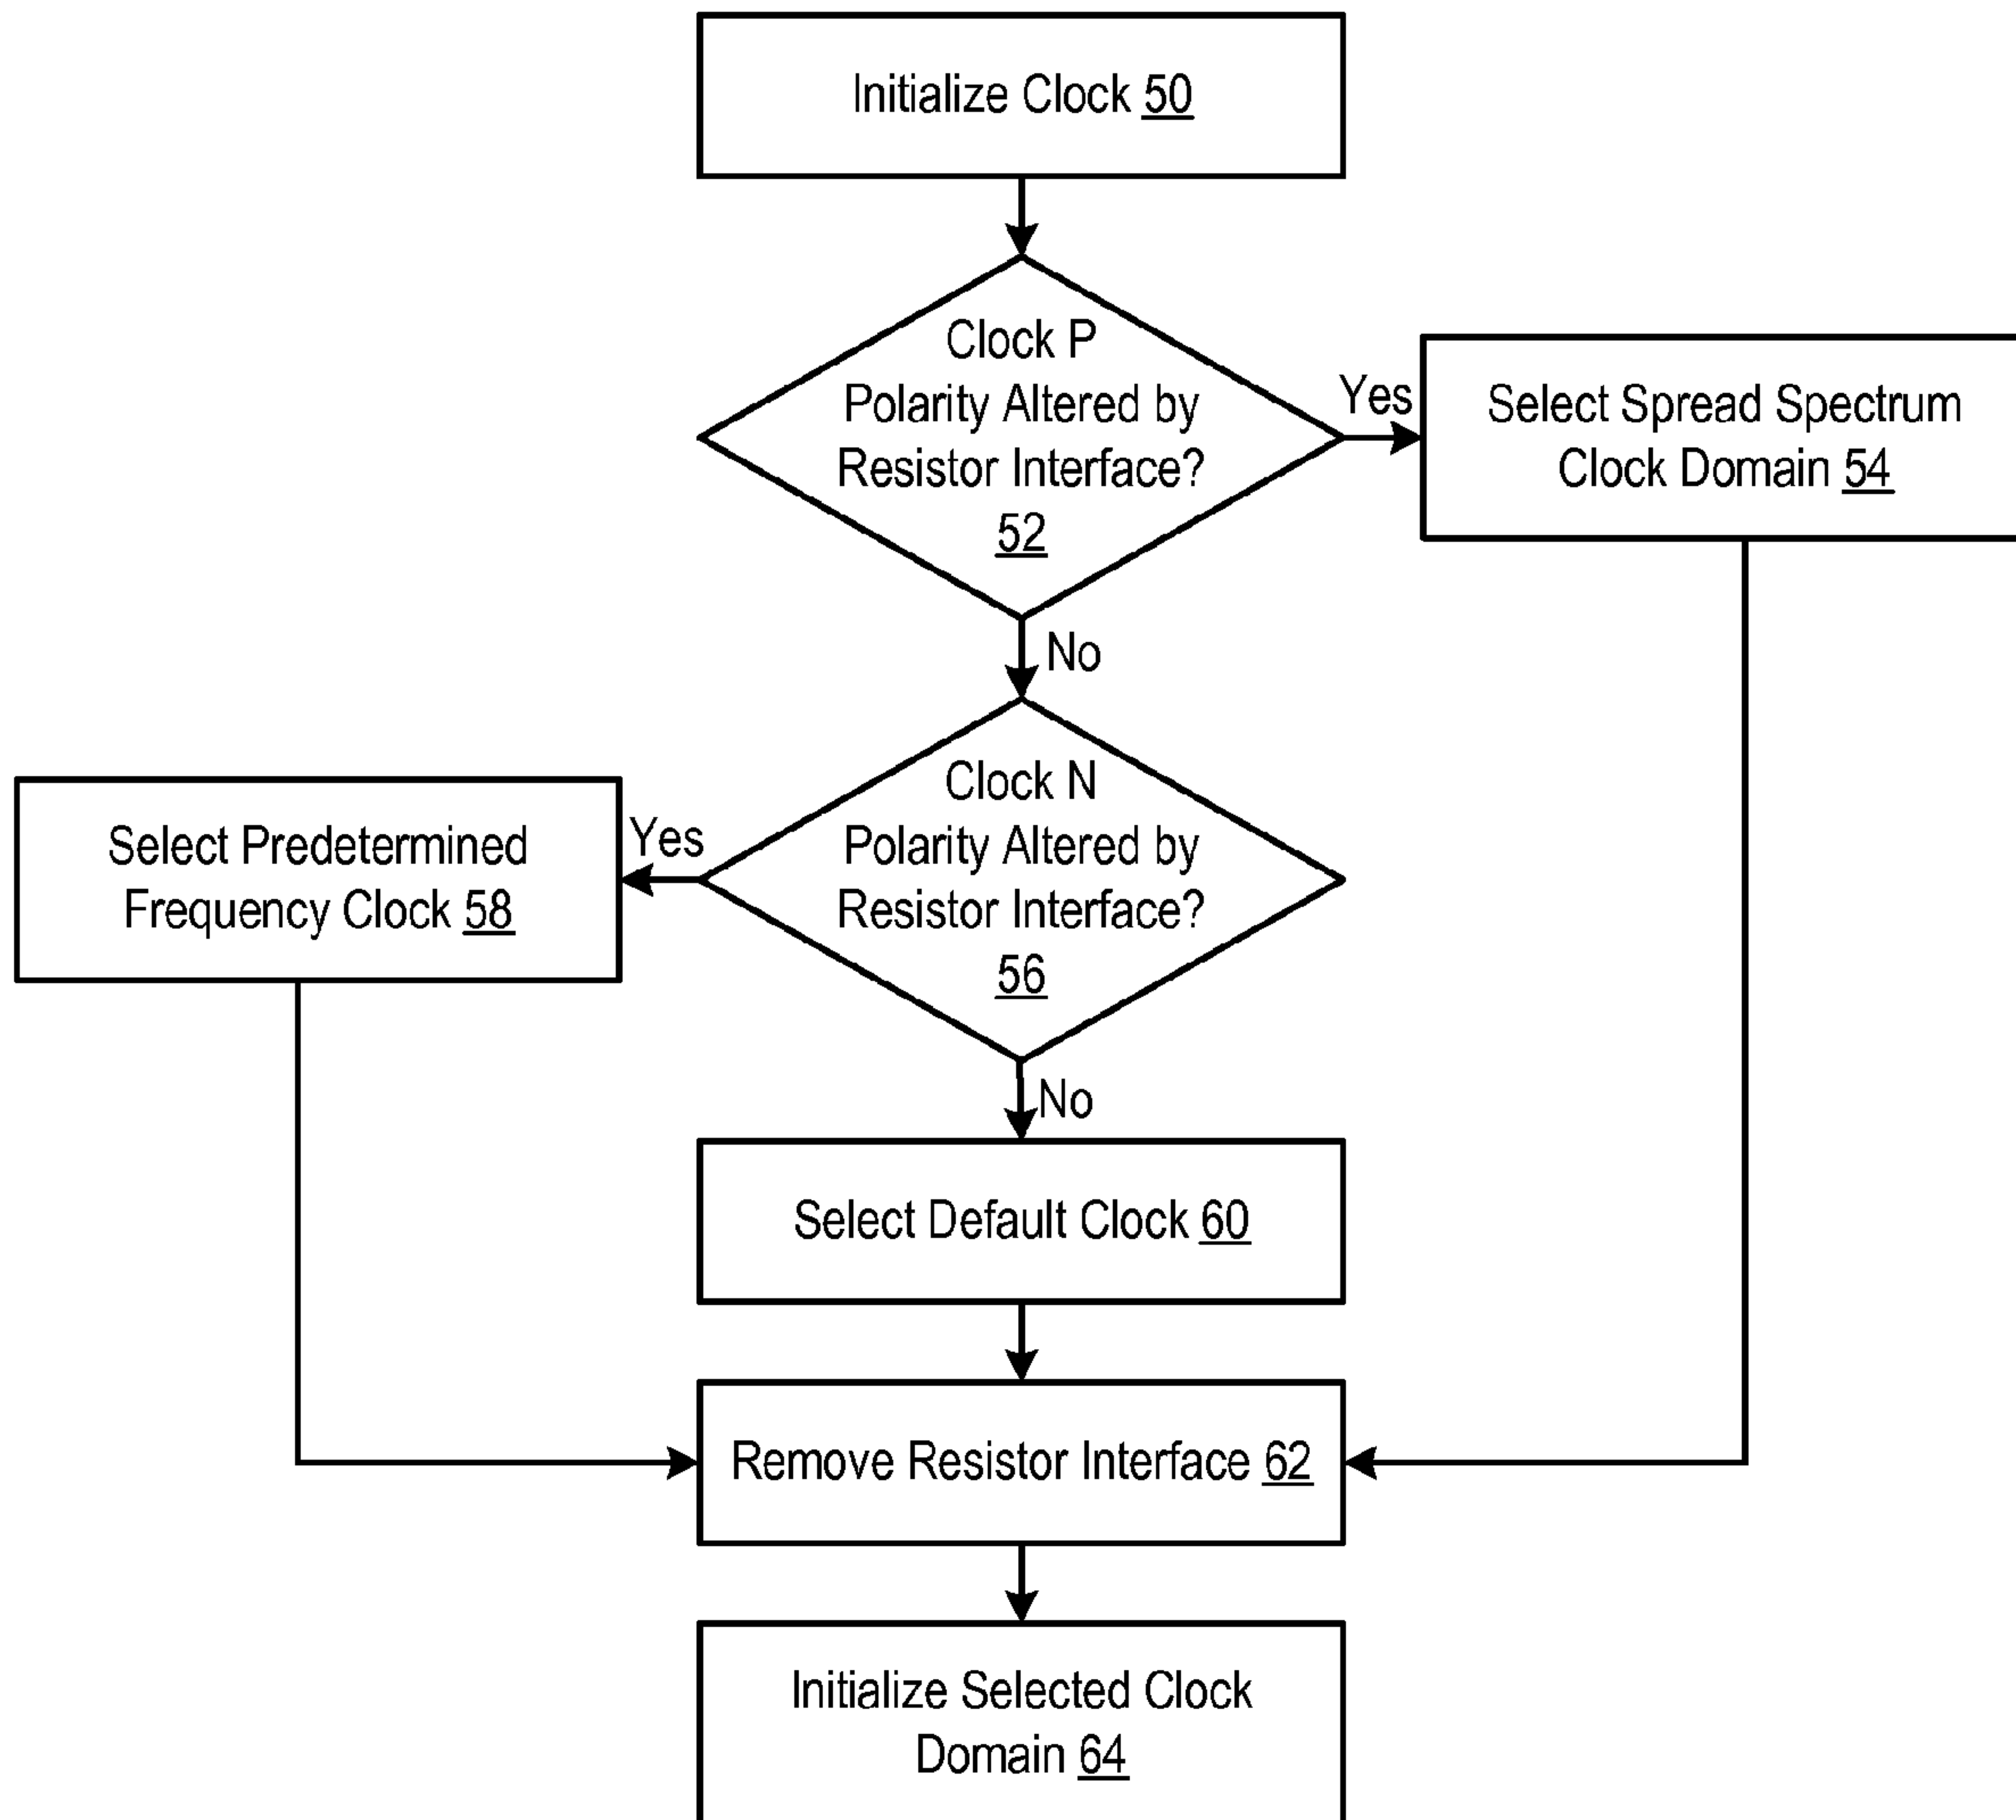 Initialize Clock 50
Clock P
Polarity Altered by
Resistor Interface?
52
Yes
Select Spread Spectrum
Clock Domain 54
No
Clock N
Polarity Altered by
Resistor Interface?
56
Yes
Select Predetermined
Frequency Clock 58
No
Select Default Clock 60
Remove Resistor Interface 62
Initialize Selected Clock
Domain 64